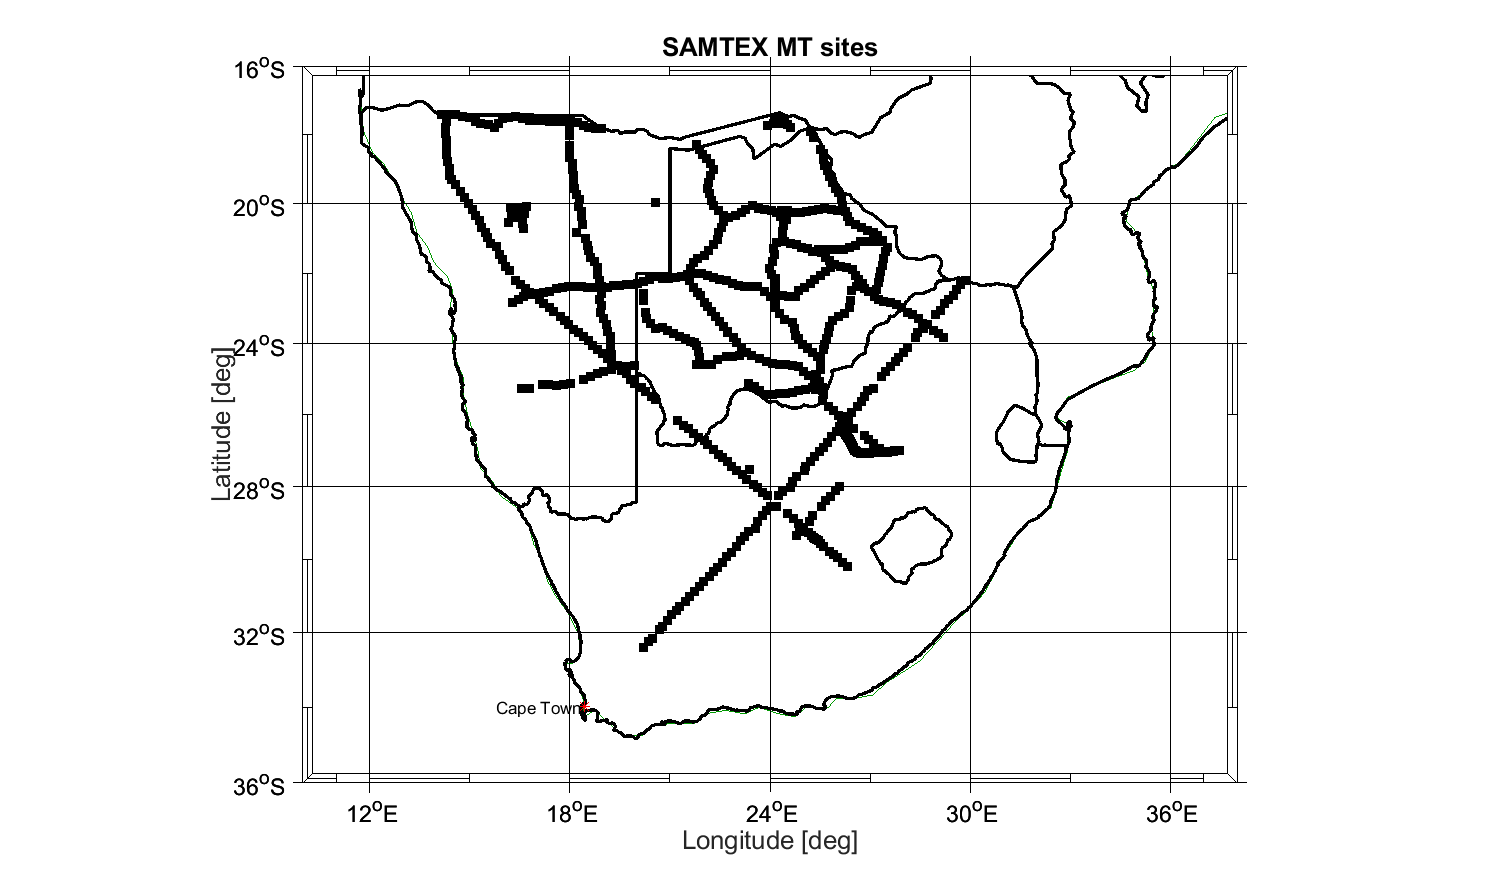 SAMTEX MT sites
16°S
20°S
24°S
28°S
32°S
36°S
Latitude [deg]
Cape Town
12°E
18°E
24°E
30°E
36°E
Longitude [deg]